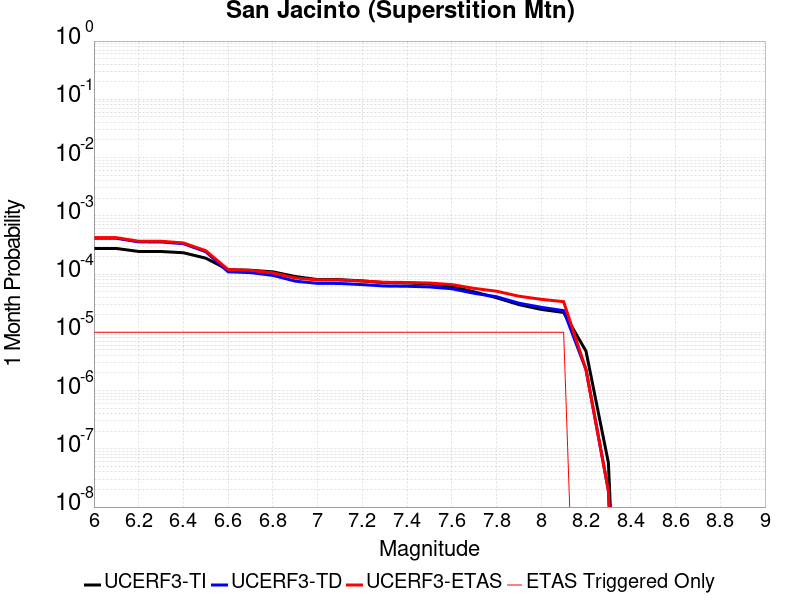 San Jacinto (Superstition Mtn)
1 Month Probability
10^0
10^-1
10^-2
10^-3
10^-4
10^-5
10^-6
10^-7
10^-8
6 6.2 6.4 6.6 6.8 7 7.2 7.4 7.6 7.8 8 8.2 8.4 8.6 8.8 9
Magnitude
UCERF3-TI UCERF3-TD UCERF3-ETAS ETAS Triggered Only